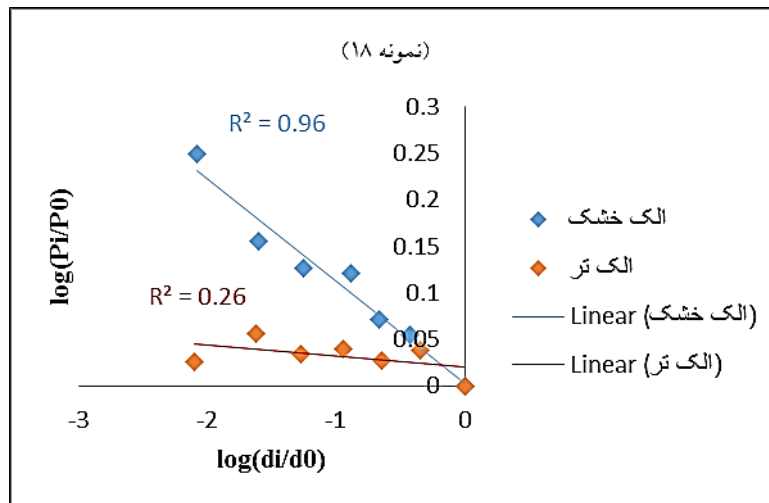 (نمونه ۱۸)
R² = 0.96
R² = 0.26
log(Pi/P0)
0.3
0.25
0.2
0.15
0.1
0.05
0
-3
-2
-1
0
log(di/d0)
الک خشک
الک تر
Linear (الک خشک)
Linear (الک تر)